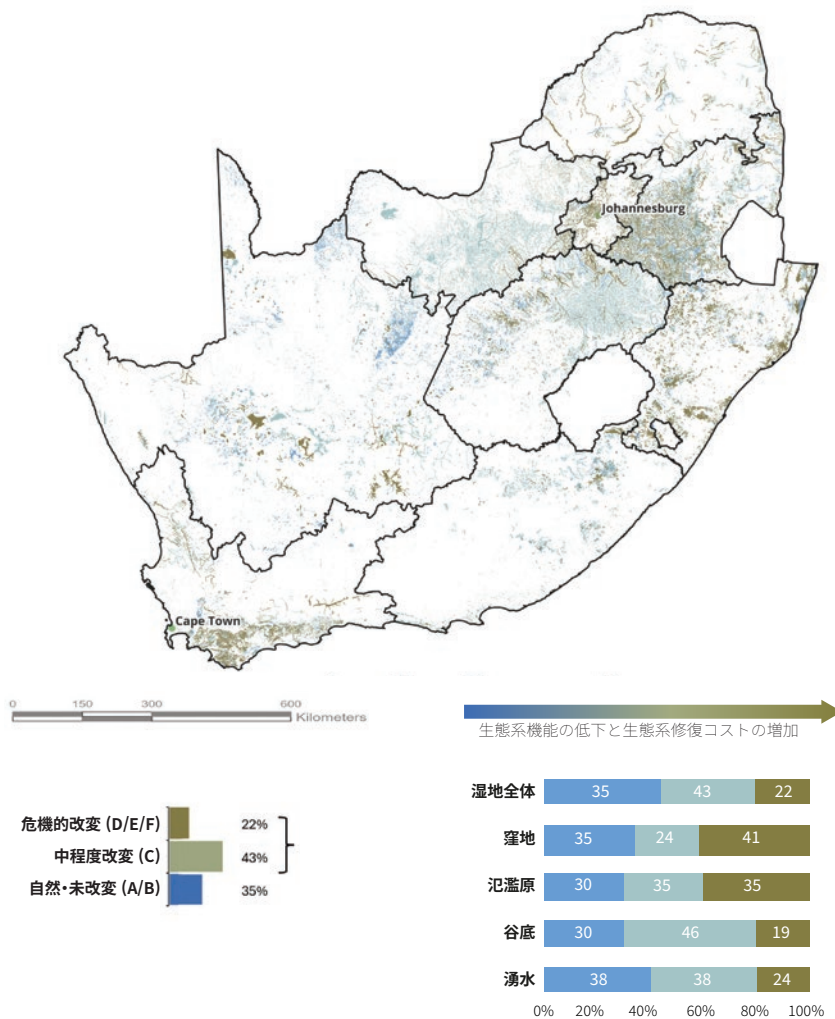 Johannesburg
Cape Town
0 150 300 600
Kilometers
生態系機能の低下と生態系修復コストの増加
危機的改変 (D/E/F) 22%
中程度改変 (C) 43%
自然・未改変 (A/B) 35%
湿地全体 35 43 22
窪地 35 24 41
氾濫原 30 35 35
谷底 30 46 19
湧水 38 38 24
0% 20% 40% 60% 80% 100%